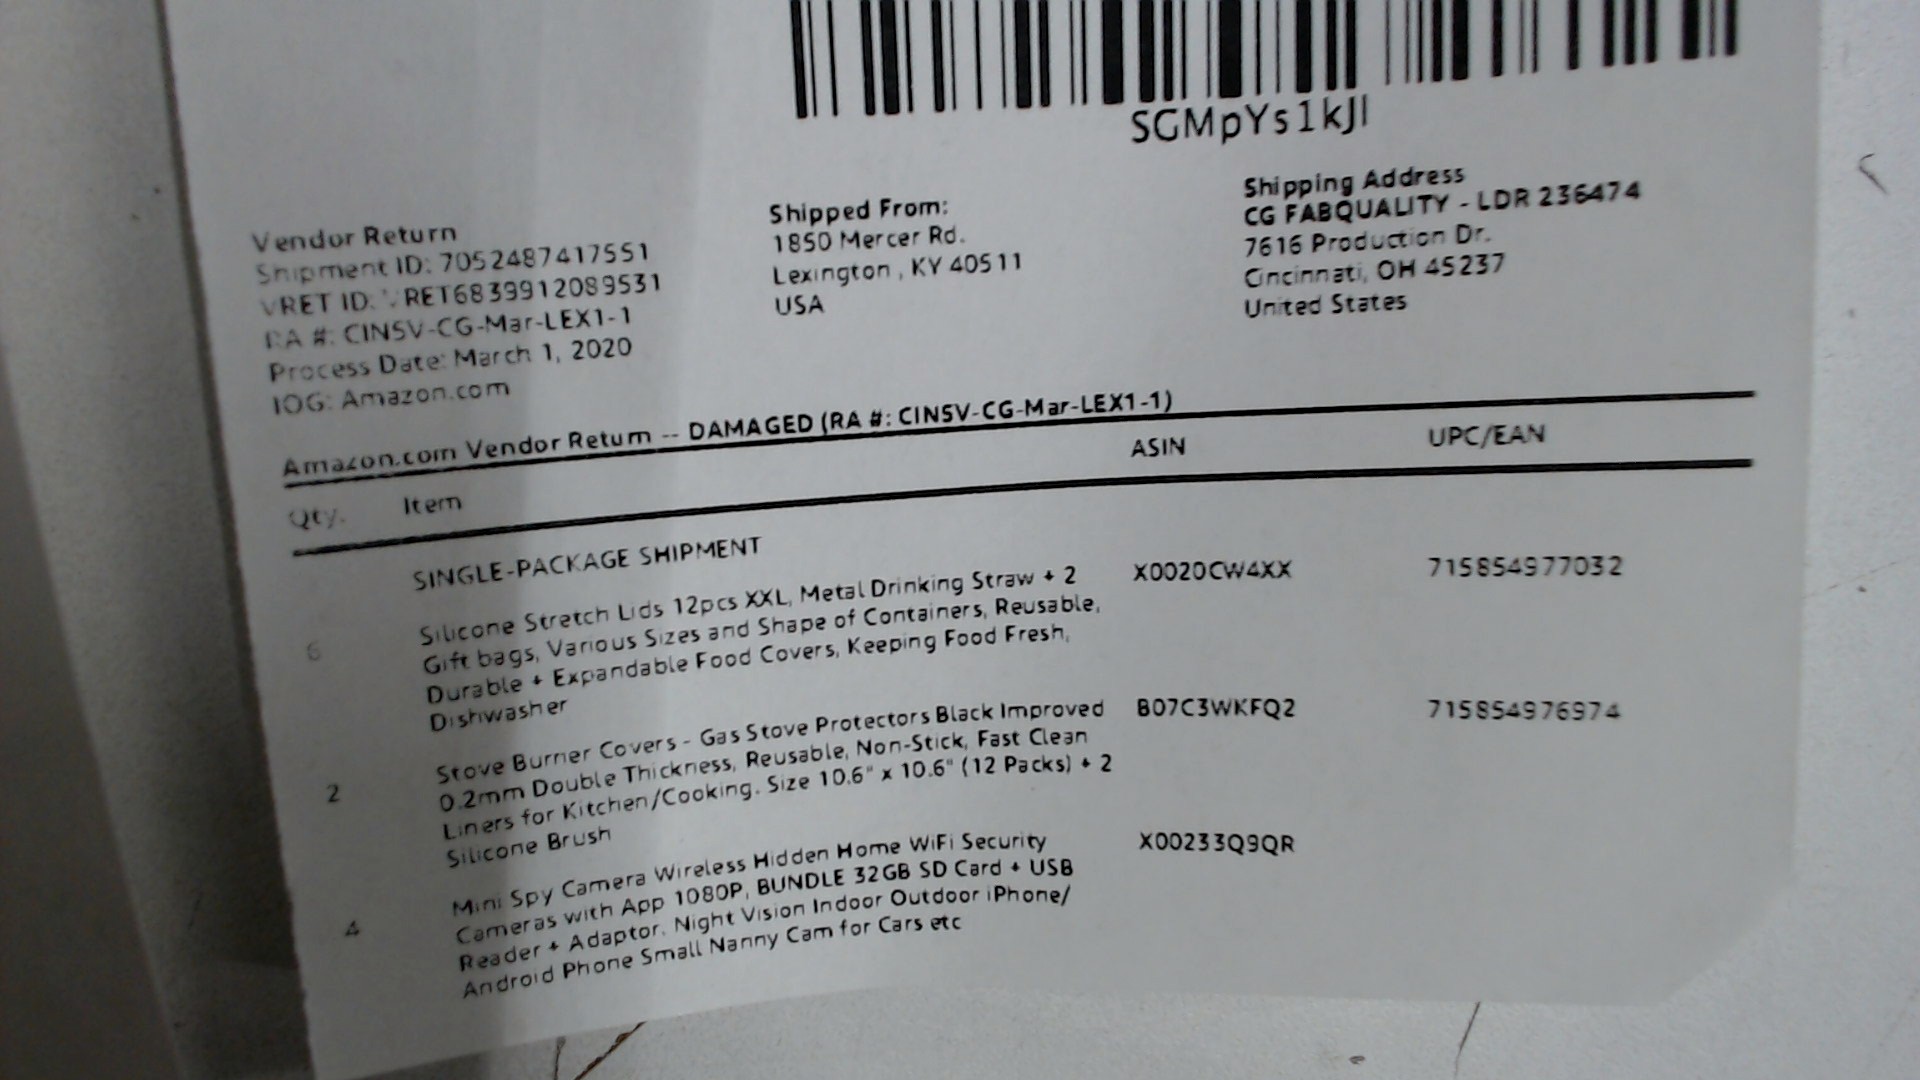 SGMpYs1kJl
Vendor Return
Shipment ID: 7052487417551
VRET ID: VRET6839912089531
RA #: CIN5V-CG-Mar-LEX1-1
Process Date: March 1, 2020
IOG: Amazon.com
Shipped From:
1850 Mercer Rd.
Lexington , KY 40511
USA
Shipping Address
CG FABQUALITY - LDR 236474
7616 Production Dr.
Cincinnati, OH 45237
United States
Amazon.com Vendor Return -- DAMAGED (RA #: CIN5V-CG-Mar-LEX1-1)
Qty. Item ASIN UPC/EAN
SINGLE-PACKAGE SHIPMENT
6 Silicone Stretch Lids 12pcs XXL, Metal Drinking Straw + 2 X0020CW4XX 715854977032
Gift bags, Various Sizes and Shape of Containers, Reusable,
Durable + Expandable Food Covers, Keeping Food Fresh,
Dishwasher
2 Stove Burner Covers - Gas Stove Protectors Black Improved B07C3WKFQ2 715854976974
0.2mm Double Thickness, Reusable, Non-Stick, Fast Clean
Liners for Kitchen/Cooking. Size 10.6" x 10.6" (12 Packs) + 2
Silicone Brush
4 Mini Spy Camera Wireless Hidden Home WiFi Security X00233Q9QR
Cameras with App 1080P, BUNDLE 32GB SD Card + USB
Reader + Adaptor. Night Vision Indoor Outdoor iPhone/
Android Phone Small Nanny Cam for Cars etc